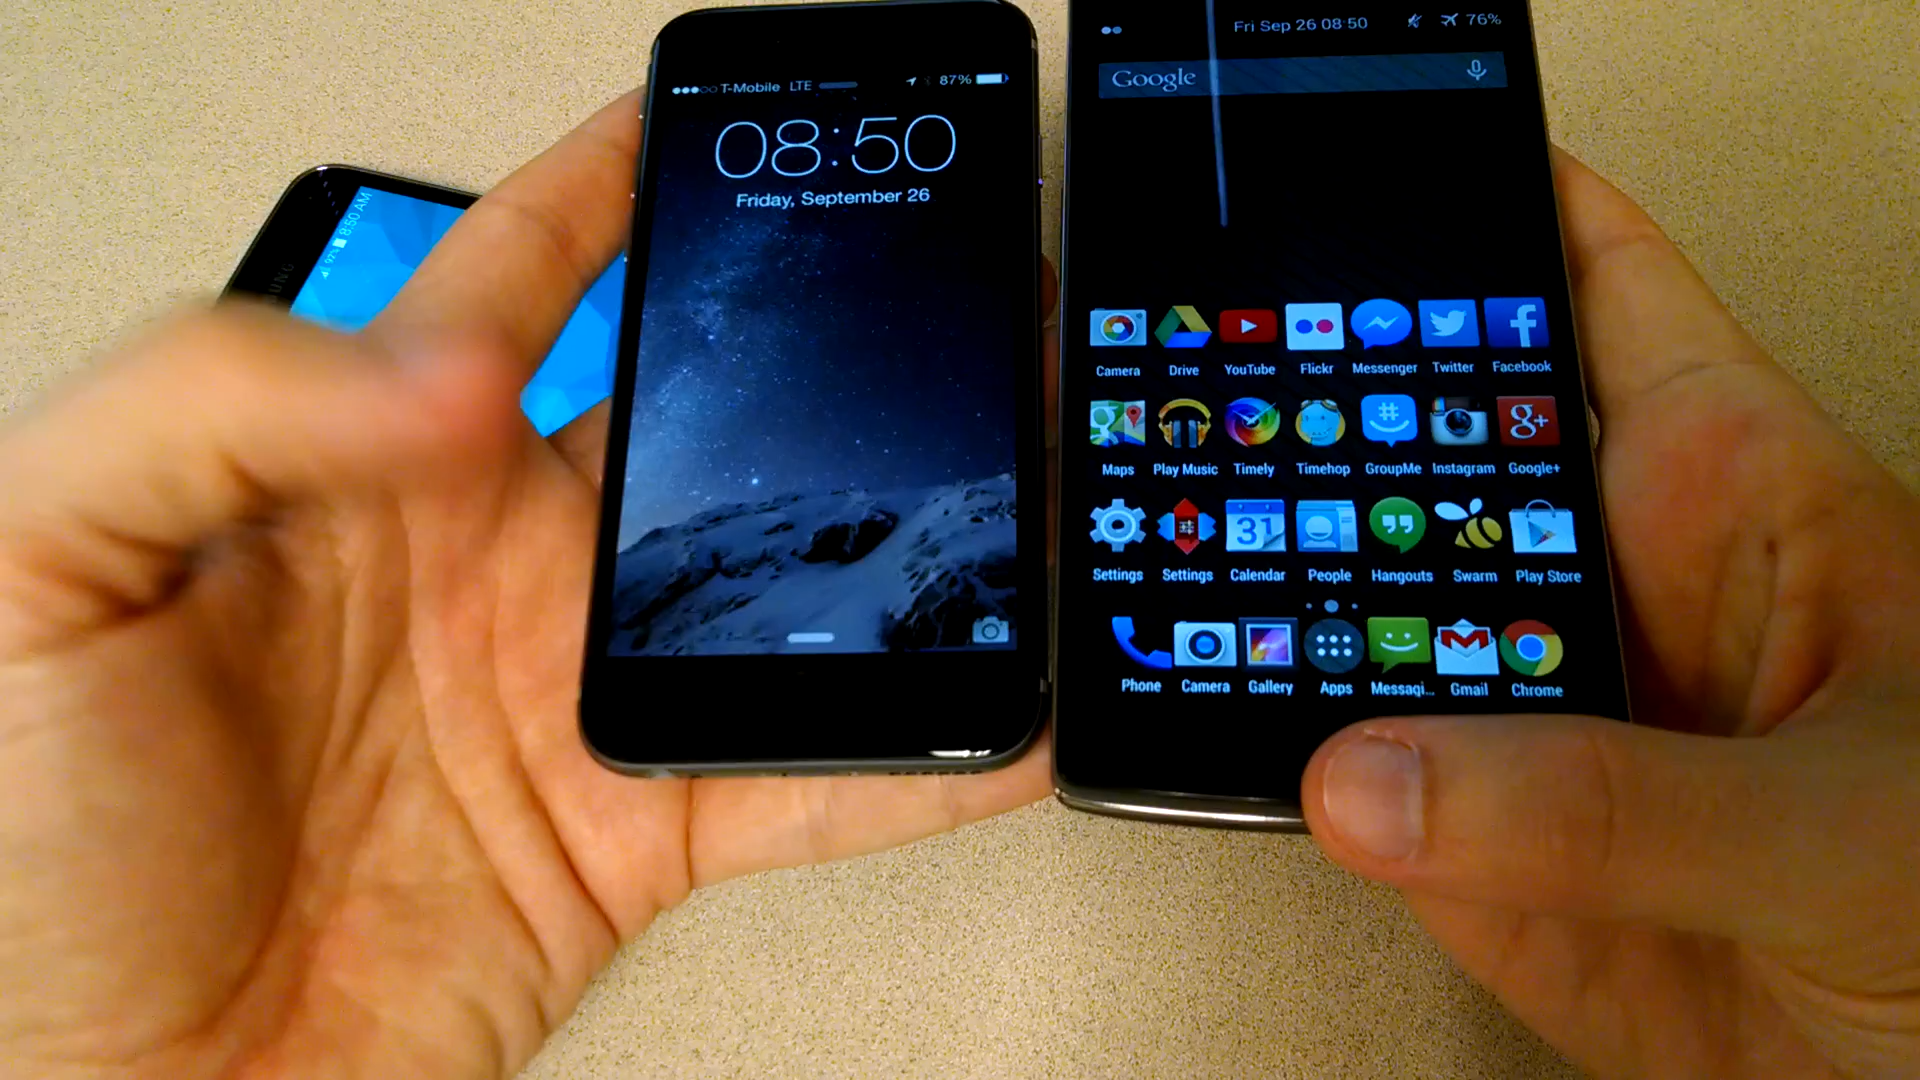 T-Mobile LTE 87%
08:50
Friday, September 26
8:50 AM
92%
Fri Sep 26 08:50 76%
Google
Camera Drive YouTube Flickr Messenger Twitter Facebook
Maps Play Music Timely Timehop GroupMe Instagram Google+
31
Settings Settings Calendar People Hangouts Swarm Play Store
Phone Camera Gallery Apps Messagi... Gmail Chrome